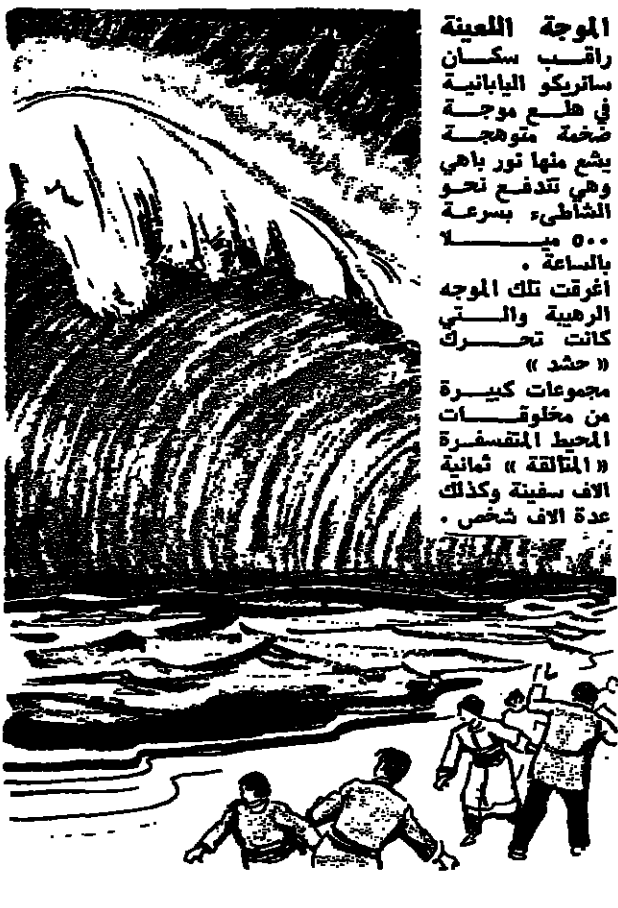 الموجة اللعينة
راقب سكان
سانريكو اليابانية
في هلع موجة
ضخمة متوهجة
يشع منها نور باهي
وهي تتدفع نحو
الشاطىء بسرعة
٥٠٠ ميلا
بالساعة .
اغرقت تلك الموجه
الرهيبة والتي
كانت تحرك
« حشد »
مجموعات كبيرة
من مخلوقات
المحيط المتفسفرة
« المتالقة » ثمانية
الاف سفينة وكذلك
عدة الاف شخص .